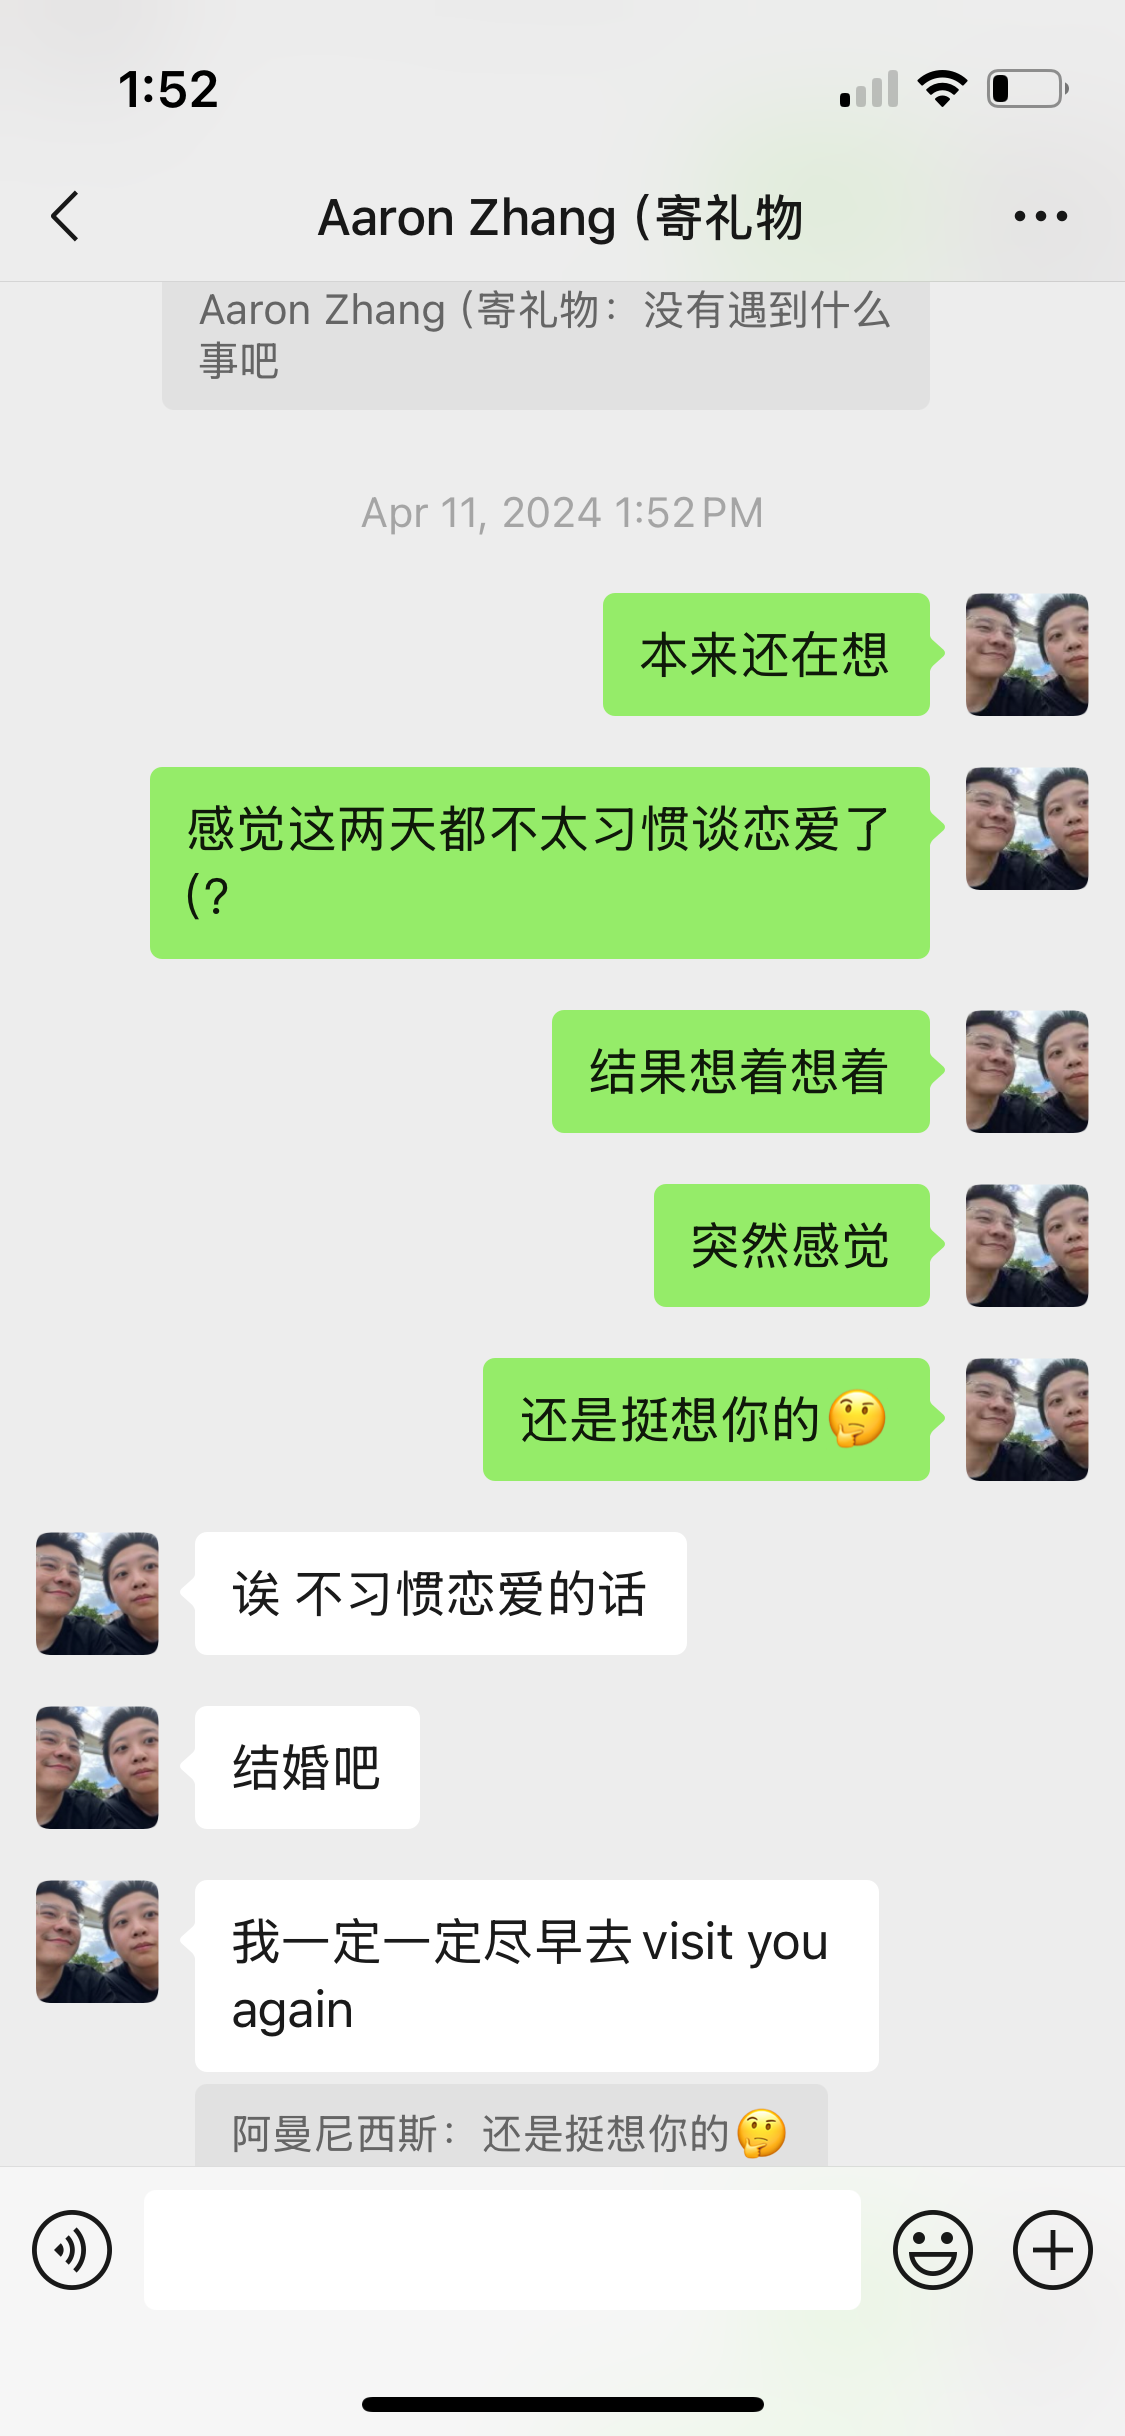 1:52
Aaron Zhang (寄礼物
Aaron Zhang (寄礼物：没有遇到什么
事吧
Apr 11, 2024 1:52 PM
本来还在想
感觉这两天都不太习惯谈恋爱了
(?
结果想着想着
突然感觉
还是挺想你的🤔
诶 不习惯恋爱的话
结婚吧
我一定一定尽早去visit you
again
阿曼尼西斯：还是挺想你的🤔